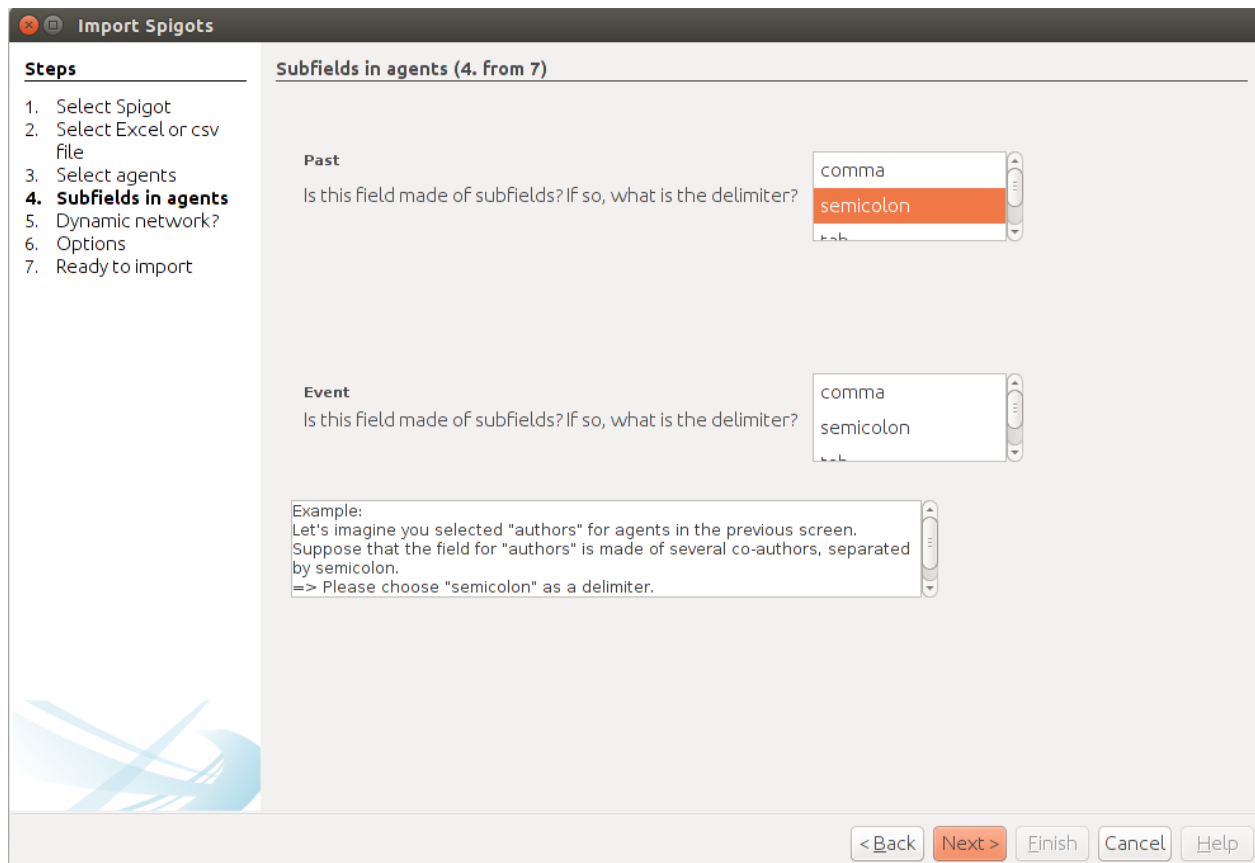 Import Spigots
Steps
1. Select Spigot
2. Select Excel or csv
file
3. Select agents
4. Subfields in agents
5. Dynamic network?
6. Options
7. Ready to import
Subfields in agents (4. from 7)
Past
Is this field made of subfields? If so, what is the delimiter?
comma
semicolon
tab
Event
Is this field made of subfields? If so, what is the delimiter?
comma
semicolon
tab
Example:
Let's imagine you selected "authors" for agents in the previous screen.
Suppose that the field for "authors" is made of several co-authors, separated
by semicolon.
=> Please choose "semicolon" as a delimiter.
< Back
Next >
Finish
Cancel
Help